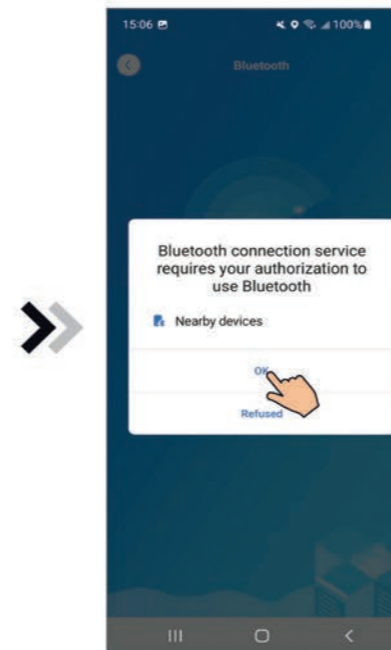 15:06 100%
Bluetooth
Bluetooth connection service
requires your authorization to
use Bluetooth
Nearby devices
OK
Refused